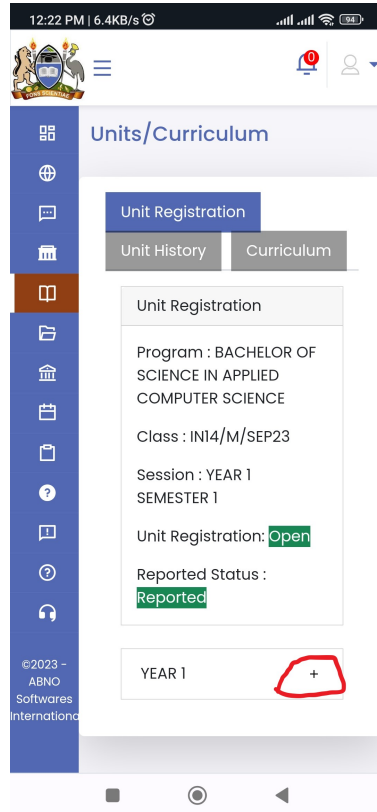 12:22 PM | 6.4KB/s
94
FONS SCIENTIAE
0
Units/Curriculum
Unit Registration
Unit History
Curriculum
Unit Registration
Program : BACHELOR OF
SCIENCE IN APPLIED
COMPUTER SCIENCE
Class : IN14/M/SEP23
Session : YEAR 1
SEMESTER 1
Unit Registration: Open
Reported Status :
Reported
YEAR 1 +
©2023 -
ABNO
Softwares
Internationa